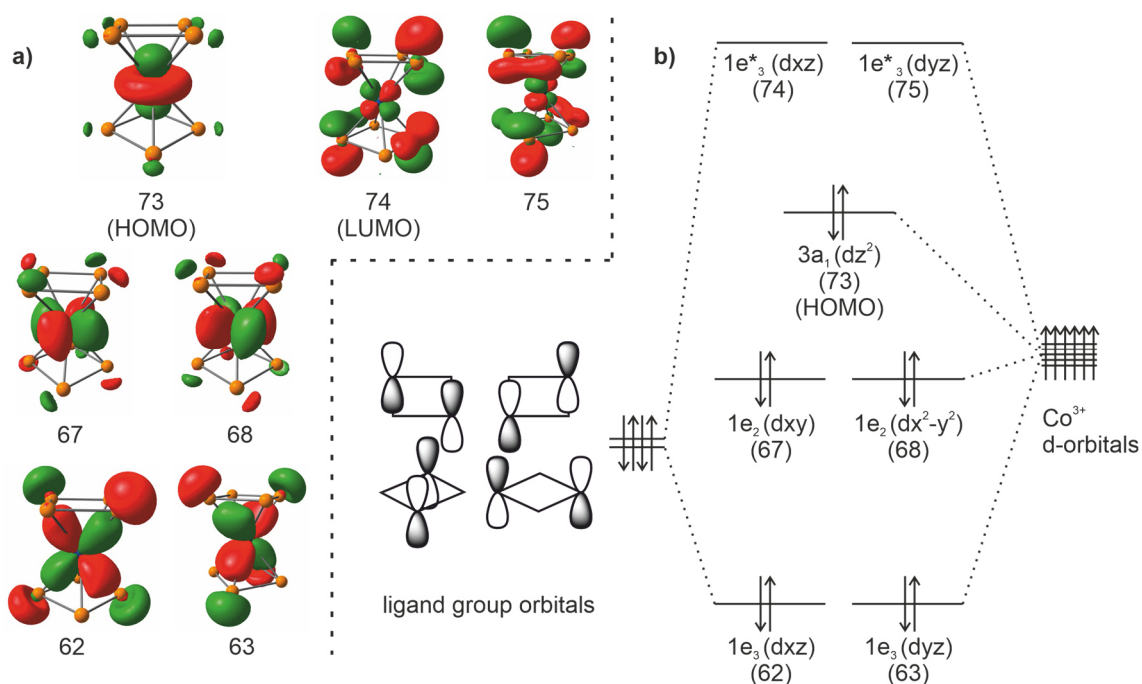 a)
73
(HOMO)
74
(LUMO)
75
67
68
62
63
ligand group orbitals
b)
1e*₃(dxz)
(74)
1e*₃(dyz)
(75)
3a₁(dz²)
(73)
(HOMO)
1e₂(dxy)
(67)
1e₂(dx²-y²)
(68)
Co³⁺
d-orbitals
1e₃(dxz)
(62)
1e₃(dyz)
(63)